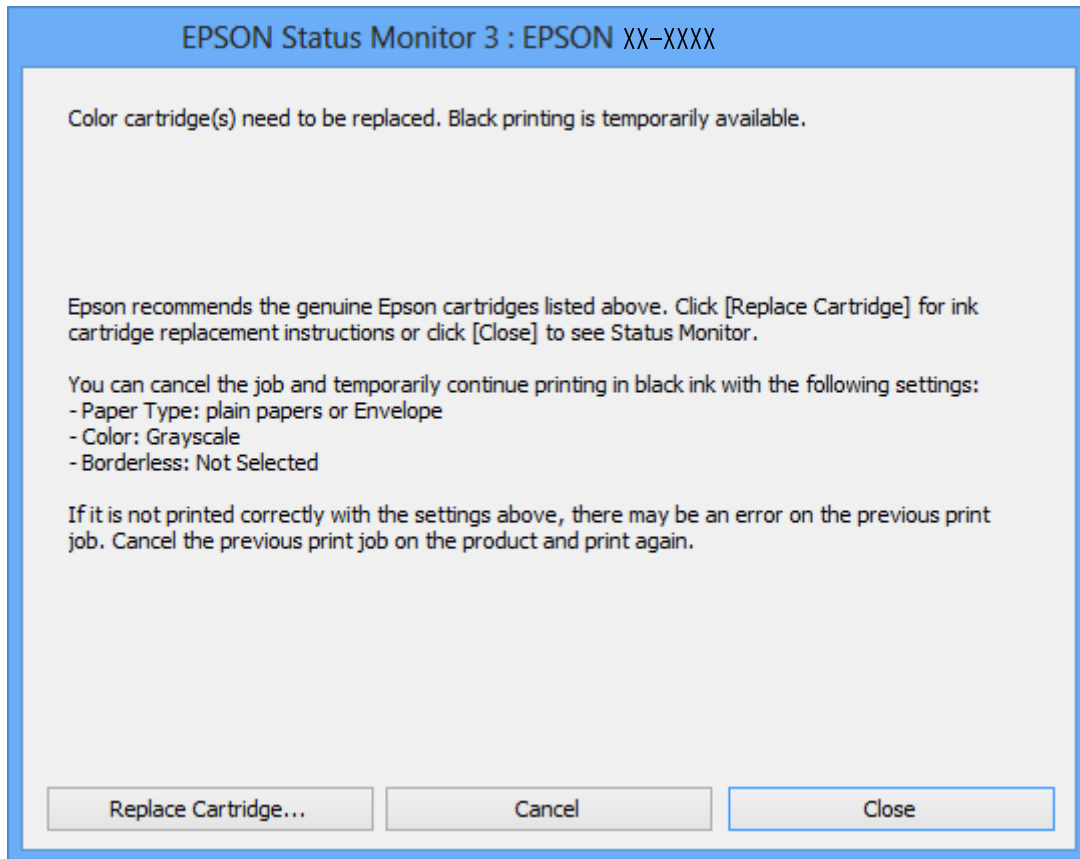 EPSON Status Monitor 3 : EPSON XX-XXXX
Color cartridge(s) need to be replaced. Black printing is temporarily available.
Epson recommends the genuine Epson cartridges listed above. Click [Replace Cartridge] for ink
cartridge replacement instructions or click [Close] to see Status Monitor.
You can cancel the job and temporarily continue printing in black ink with the following settings:
- Paper Type: plain papers or Envelope
- Color: Grayscale
- Borderless: Not Selected
If it is not printed correctly with the settings above, there may be an error on the previous print
job. Cancel the previous print job on the product and print again.
Replace Cartridge...
Cancel
Close